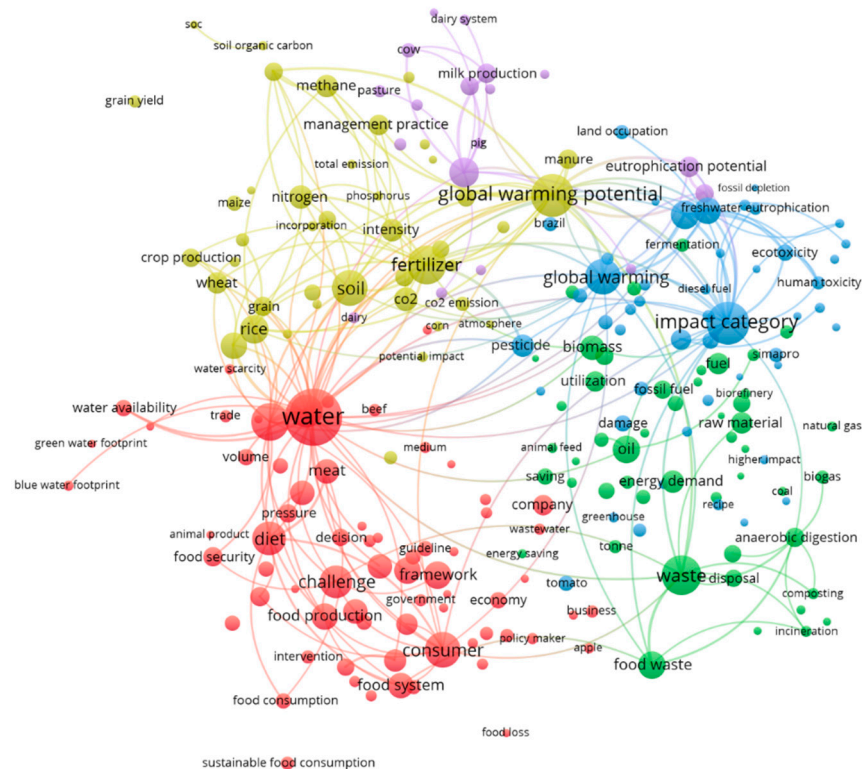 dairy system
soc
soil organic carbon
cow
milk production
methane
pasture
grain yield
management practice
land occupation
pig
manure
eutrophication potential
total emission
fossil depletion
nitrogen
phosphorus
global warming potential
maize
freshwater eutrophication
incorporation
intensity
brazil
fermentation
ecotoxicity
crop production
fertilizer
global warming
wheat
soil
diesel fuel
human toxicity
grain
co2
co2 emission
dairy
rice
corn
atmosphere
impact category
pesticide
biomass
potential impact
simapro
water scarcity
fuel
utilization
fossil fuel
biorefinery
water availability
trade
water
beef
damage
raw material
natural gas
green water footprint
volume
medium
animal feed
oil
higher impact
meat
saving
energy demand
biogas
blue water footprint
coal
recipe
pressure
company
greenhouse
animal product
decision
wastewater
anaerobic digestion
diet
guideline
energy saving
tonne
food security
challenge
framework
tomato
waste
disposal
government
economy
composting
food production
business
incineration
policy maker
consumer
apple
intervention
food waste
food system
food consumption
food loss
sustainable food consumption